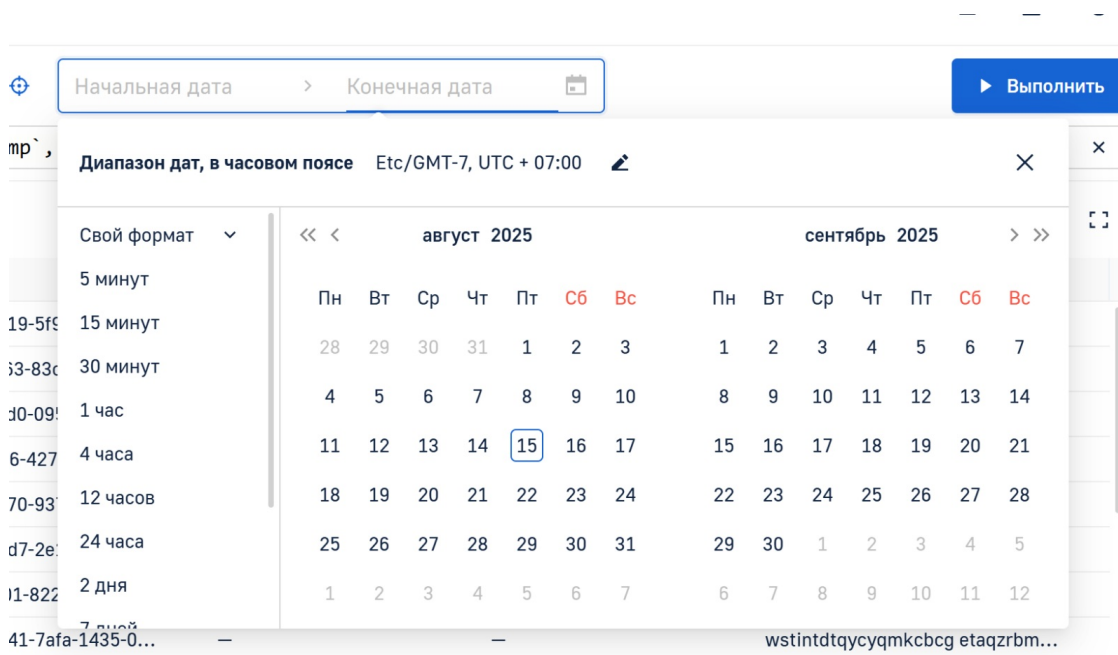 Начальная дата > Конечная дата
Выполнить
mp`,
Диапазон дат, в часовом поясе Etc/GMT-7, UTC + 07:00
Свой формат
5 минут
15 минут
30 минут
1 час
4 часа
12 часов
24 часа
2 дня
7 дней
август 2025
Пн Вт Ср Чт Пт Сб Вс
28 29 30 31 1 2 3
4 5 6 7 8 9 10
11 12 13 14 15 16 17
18 19 20 21 22 23 24
25 26 27 28 29 30 31
1 2 3 4 5 6 7
сентябрь 2025
Пн Вт Ср Чт Пт Сб Вс
1 2 3 4 5 6 7
8 9 10 11 12 13 14
15 16 17 18 19 20 21
22 23 24 25 26 27 28
29 30 1 2 3 4 5
6 7 8 9 10 11 12
19-5f9
63-83c
d0-095
6-427
70-93
d7-2e
01-822
41-7afa-1435-0... — — wstintdtqycyqmkcbcg etaqzrbm...